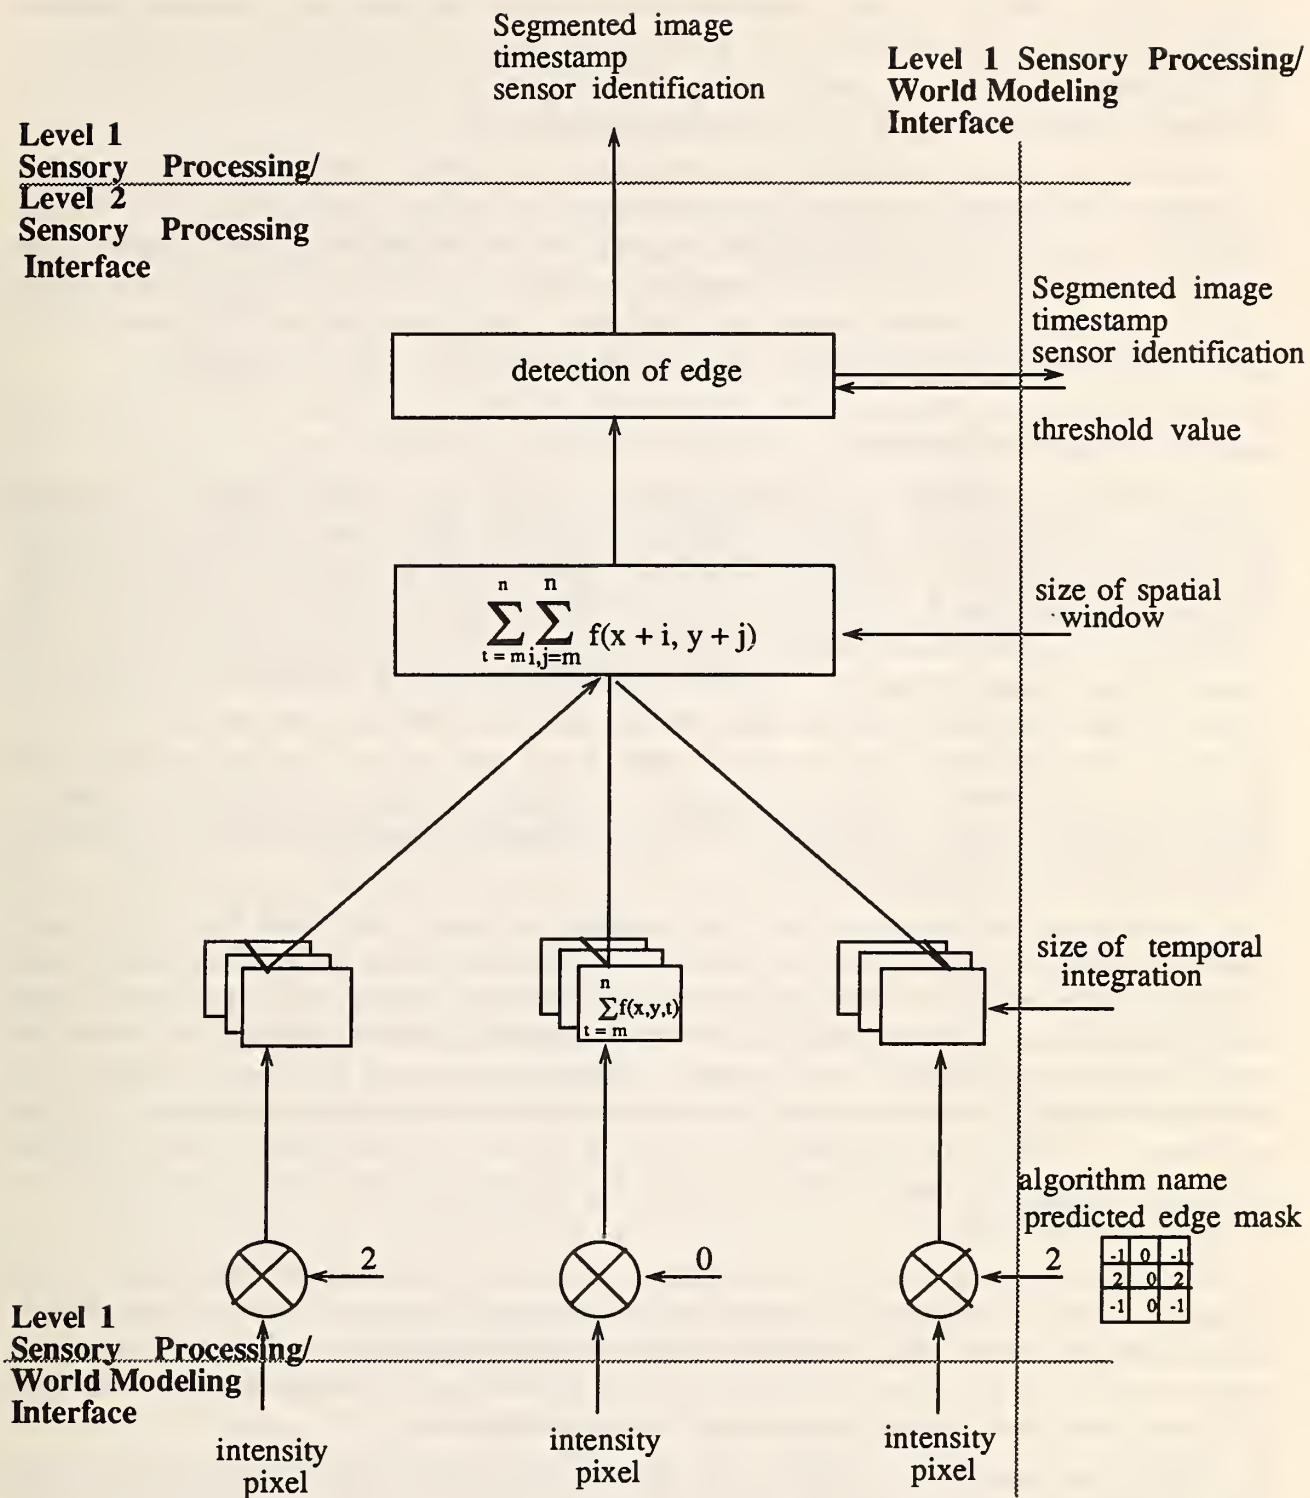 Segmented image
timestamp
sensor identification
Level 1 Sensory Processing/
World Modeling
Interface
Level 1
Sensory Processing/
Level 2
Sensory Processing
Interface
Segmented image
timestamp
sensor identification
detection of edge
threshold value
n n
∑ ∑ f(x + i, y + j)
t = m i,j=m
size of spatial
window
size of temporal
integration
n
∑f(x,y,t)
t = m
algorithm name
predicted edge mask
2
0
2
-1 0 -1
2 0 2
-1 0 -1
Level 1
Sensory Processing/
World Modeling
Interface
intensity
pixel
intensity
pixel
intensity
pixel